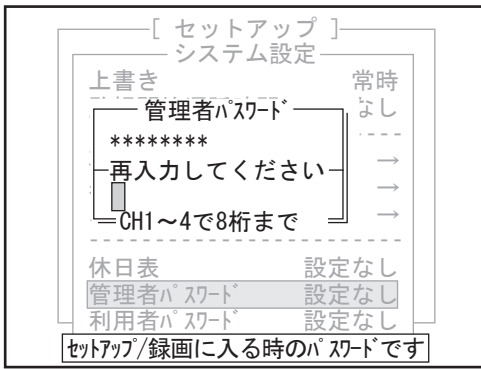 [ セットアップ ]
システム設定
上書き 常時
なし
管理者ﾊﾟｽﾜｰﾄﾞ
********
再入力してください
→
→
CH1～4で8桁まで →
休日表 設定なし
管理者ﾊﾟｽﾜｰﾄﾞ 設定なし
利用者ﾊﾟｽﾜｰﾄﾞ 設定なし
ｾｯﾄｱｯﾌﾟ/録画に入る時のﾊﾟｽﾜｰﾄﾞです